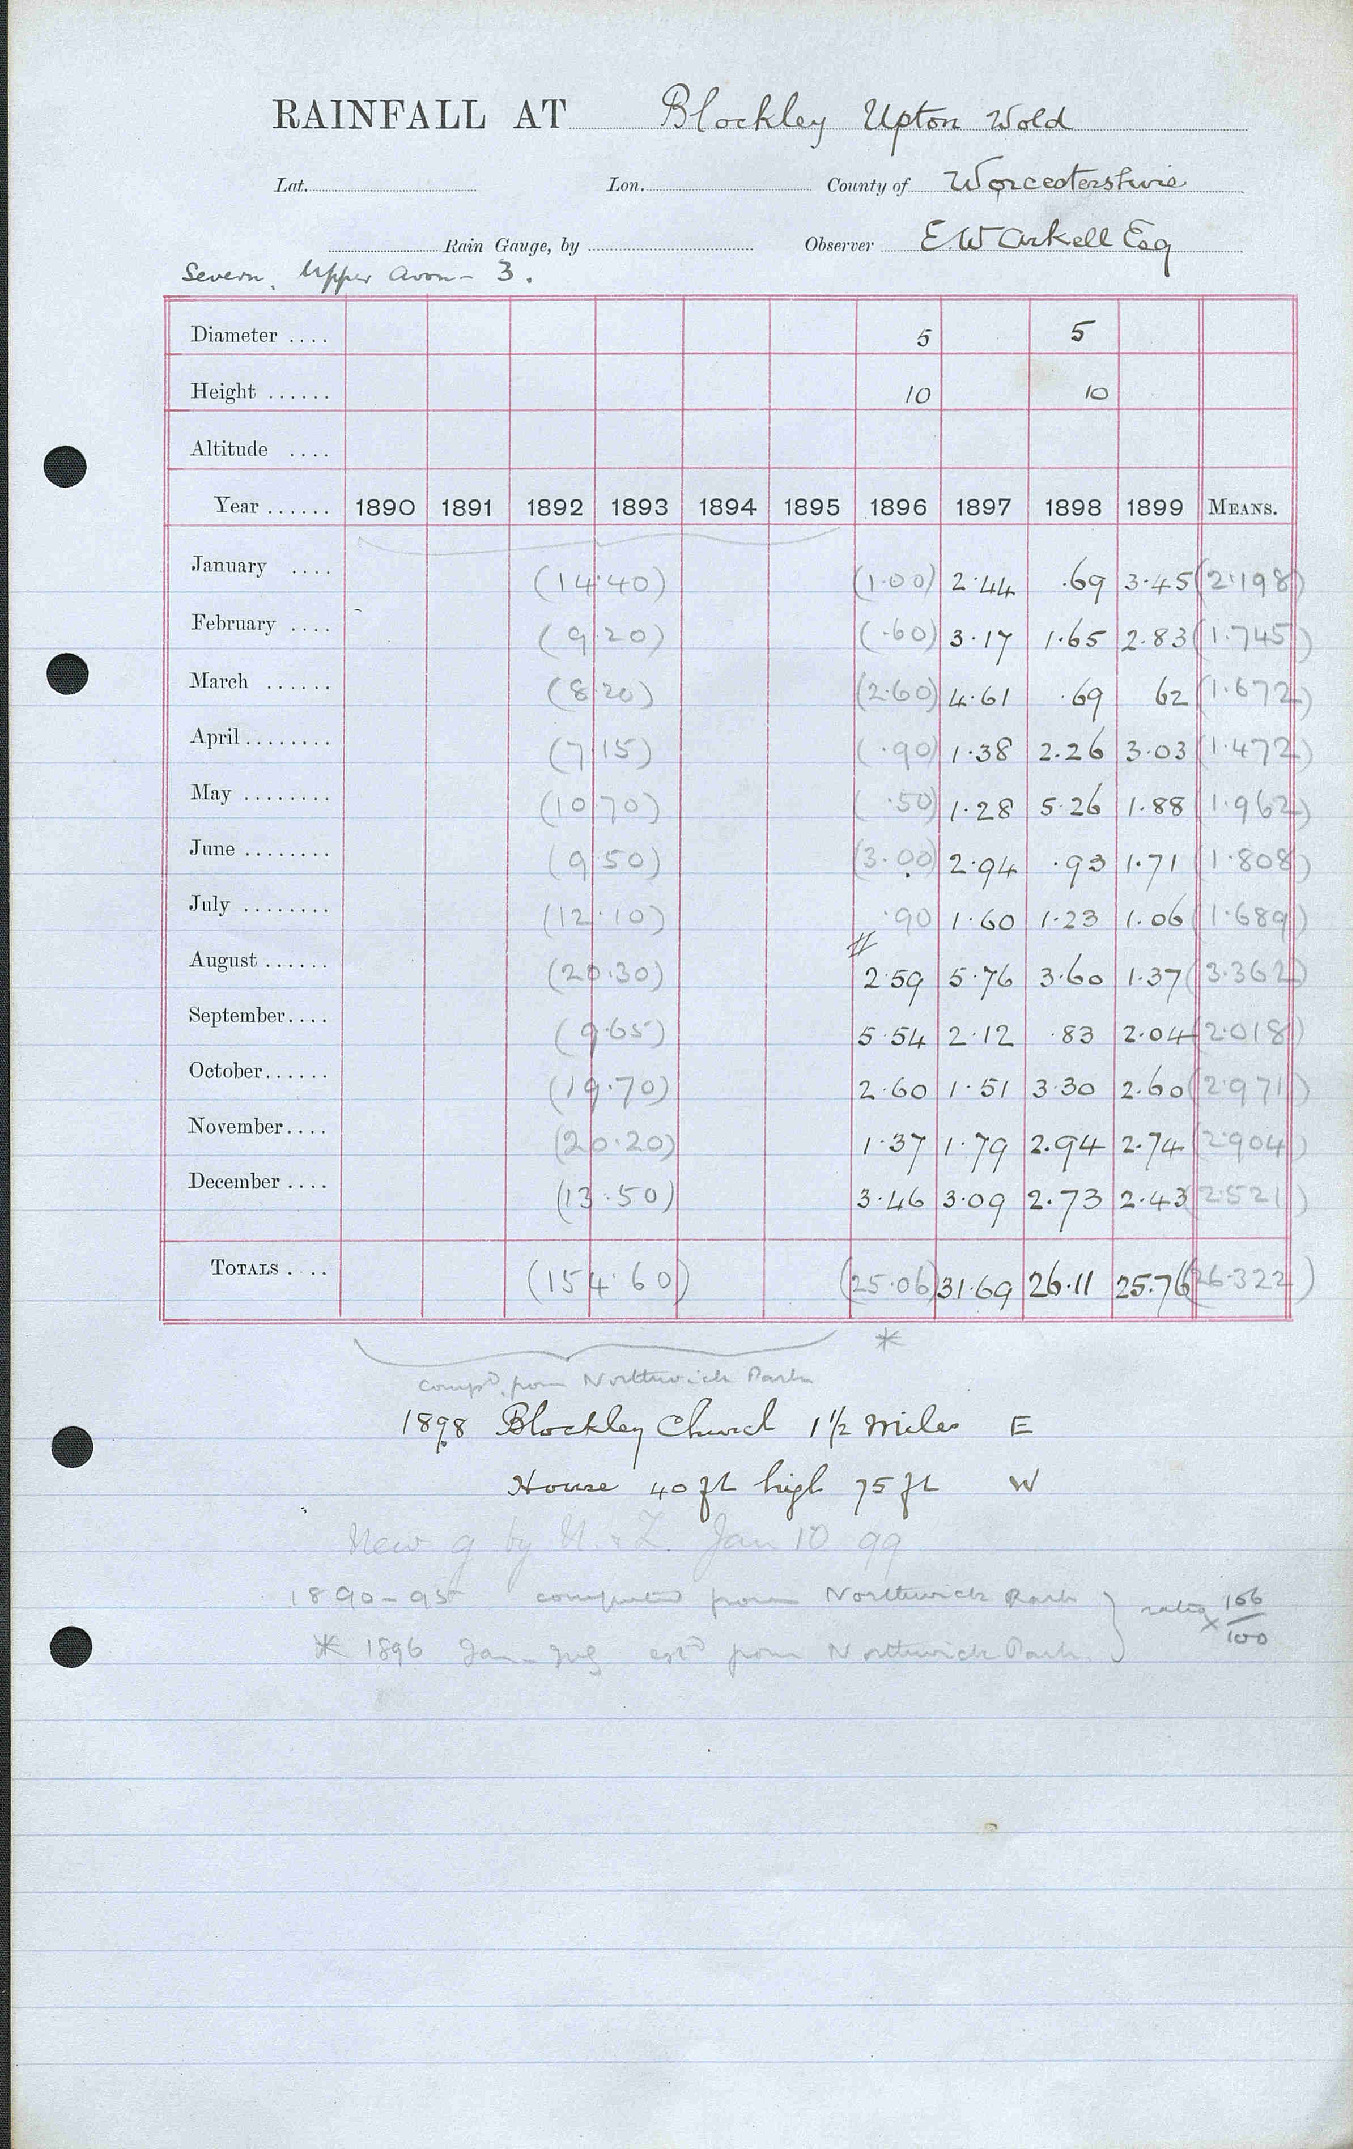 RAINFALL AT Blockley Upton Wold
Lat. Lon. County of Worcestershire
Rain Gauge, by Observer E W Arkell Esq
Severn, Upper Avon - 3.
Diameter .... 5 5
Height ...... 10 10
Altitude ....
Year ...... 1890 1891 1892 1893 1894 1895 1896 1897 1898 1899 MEANS.
January .... (14.40) (1.00) 2.44 .69 3.45 (2.198)
February .... (9.20) (.60) 3.17 1.65 2.83 (1.745)
March ...... (8.20) (2.60) 4.61 .69 62 (1.672)
April ........ (7.15) (.90) 1.38 2.26 3.03 (1.472)
May ........ (10.70) (.50) 1.28 5.26 1.88 (1.962)
June ........ (9.50) (3.00) 2.94 .93 1.71 (1.808)
July ........ (12.10) .90 1.60 1.23 1.06 (1.689)
August ...... (20.30) 2.59 5.76 3.60 1.37 (3.362)
September.... (9.65) 5.54 2.12 .83 2.04 (2.018)
October...... (19.70) 2.60 1.51 3.30 2.60 (2.971)
November.... (20.20) 1.37 1.79 2.94 2.74 (2.904)
December .... (13.50) 3.46 3.09 2.73 2.43 (2.521)
TOTALS .... (154.60) (25.06) 31.69 26.11 25.76 (26.322)
*
compd. from Northwick Park
1898 Blockley Church 1½ miles E
House 40 ft high 75 ft W
New g by N. & Z. Jan 10 99
1890-95 computed from Northwick Park } ratio × 106/100
* 1896 Jan - July estd from Northwick Park